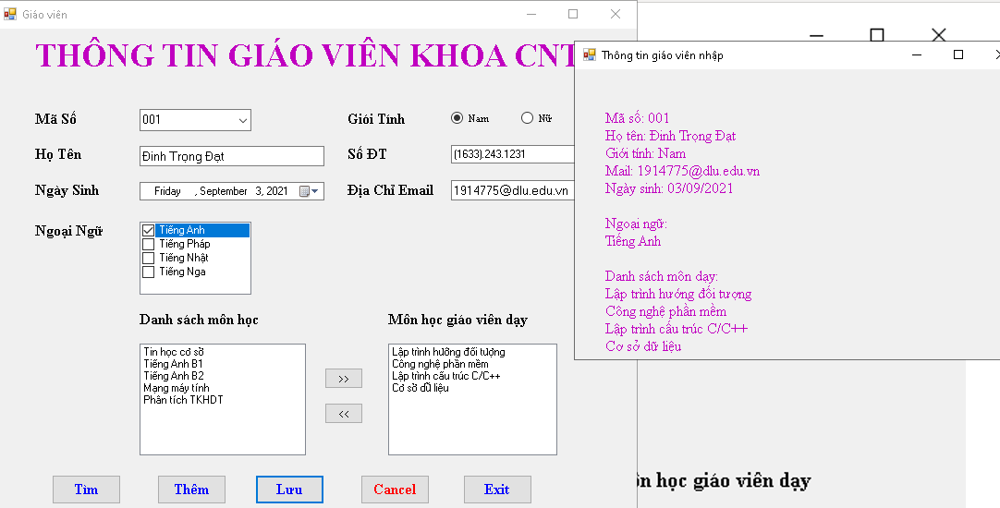 Giáo viên
THÔNG TIN GIÁO VIÊN KHOA CNT
Mã Số
001
Giói Tính
Nam
Nữ
Họ Tên
Đinh Trọng Đạt
Số ĐT
(1633).243.1231
Ngày Sinh
Friday , September 3, 2021
Địa Chỉ Email
1914775@dlu.edu.vn
Ngoại Ngữ
Tiếng Anh
Tiếng Pháp
Tiếng Nhật
Tiếng Nga
Danh sách môn học
Tin học cơ sở
Tiếng Anh B1
Tiếng Anh B2
Mạng máy tính
Phân tích TKHDT
>>
<<
Môn học giáo viên dạy
Lập trình hướng đối tượng
Công nghệ phần mềm
Lập trình cấu trúc C/C++
Cơ sở dữ liệu
Tìm
Thêm
Lưu
Cancel
Exit
Thông tin giáo viên nhập
Mã số: 001
Họ tên: Đinh Trọng Đạt
Giới tính: Nam
Mail: 1914775@dlu.edu.vn
Ngày sinh: 03/09/2021
Ngoại ngữ:
Tiếng Anh
Danh sách môn dạy:
Lập trình hướng đối tượng
Công nghệ phần mềm
Lập trình cấu trúc C/C++
Cơ sở dữ liệu
ôn học giáo viên dạy